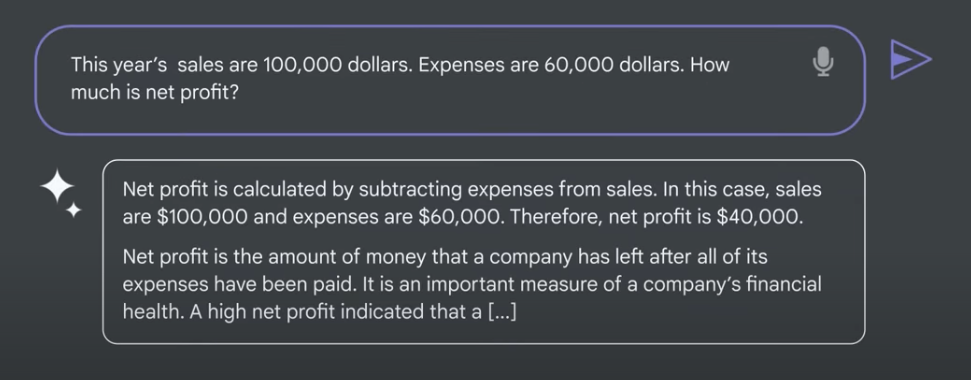 This year's  sales are 100,000 dollars. Expenses are 60,000 dollars. How
much is net profit?
Net profit is calculated by subtracting expenses from sales. In this case, sales
are $100,000 and expenses are $60,000. Therefore, net profit is $40,000.
Net profit is the amount of money that a company has left after all of its
expenses have been paid. It is an important measure of a company's financial
health. A high net profit indicated that a [...]